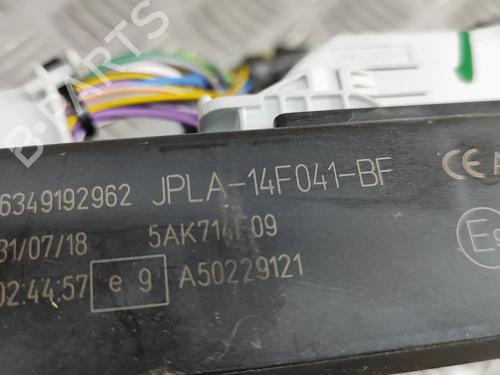 B-PARTS
6349192962 JPLA-14F041-BF CE
31/07/18 5AK714F09
02.44.57 e 9 A50229121